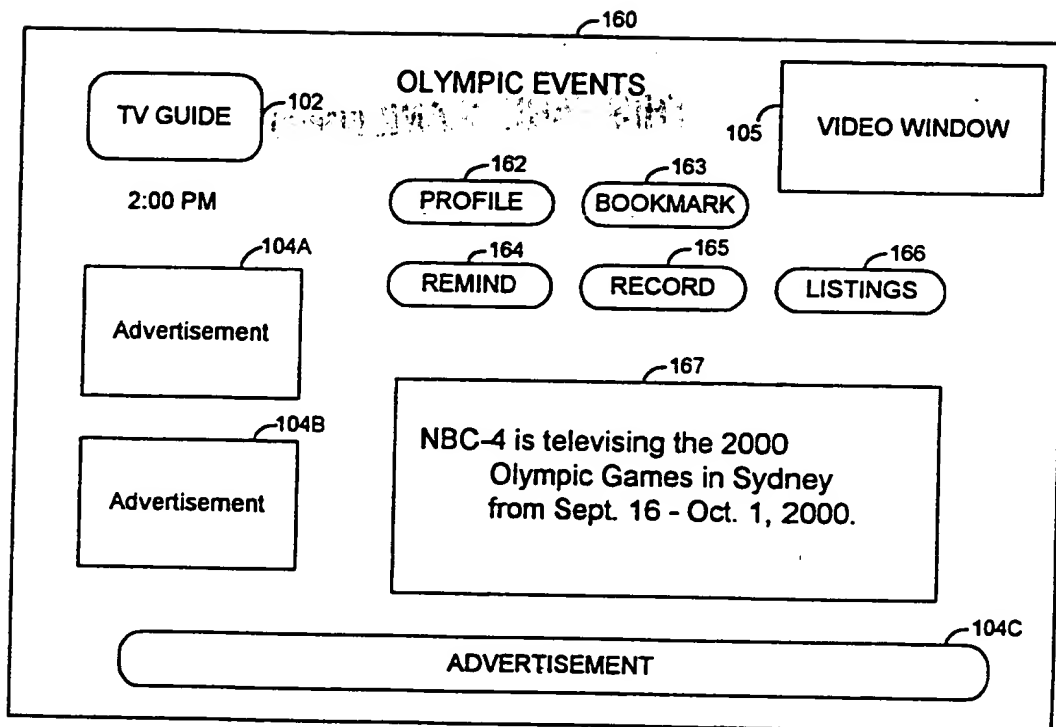 160
TV GUIDE
102
OLYMPIC EVENTS
105
VIDEO WINDOW
2:00 PM
162
PROFILE
163
BOOKMARK
164
REMIND
165
RECORD
166
LISTINGS
104A
Advertisement
104B
Advertisement
167
NBC-4 is televising the 2000
Olympic Games in Sydney
from Sept. 16 - Oct. 1, 2000.
104C
ADVERTISEMENT